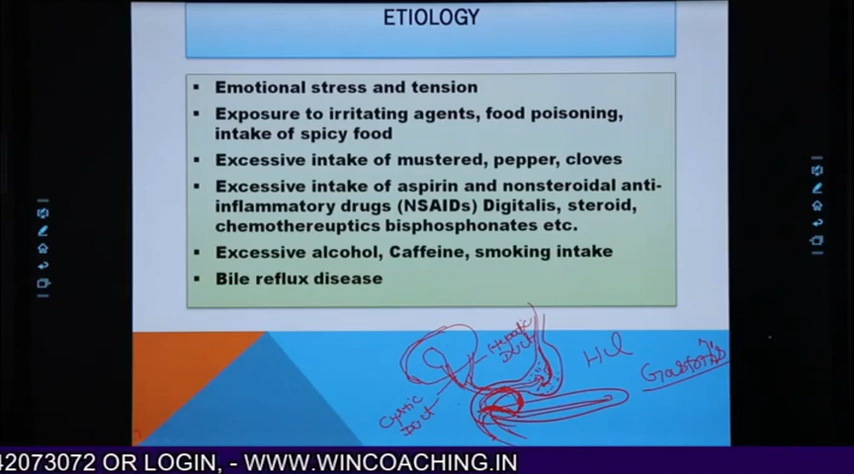 ETIOLOGY
▪ Emotional stress and tension
▪ Exposure to irritating agents, food poisoning,
intake of spicy food
▪ Excessive intake of mustered, pepper, cloves
▪ Excessive intake of aspirin and nonsteroidal anti-
inflammatory drugs (NSAIDs) Digitalis, steroid,
chemothereuptics bisphosphonates etc.
▪ Excessive alcohol, Caffeine, smoking intake
▪ Bile reflux disease
Hepatic
Duct
Hcl
Gastritis
Cystic
Duct
42073072 OR LOGIN, - WWW.WINCOACHING.IN